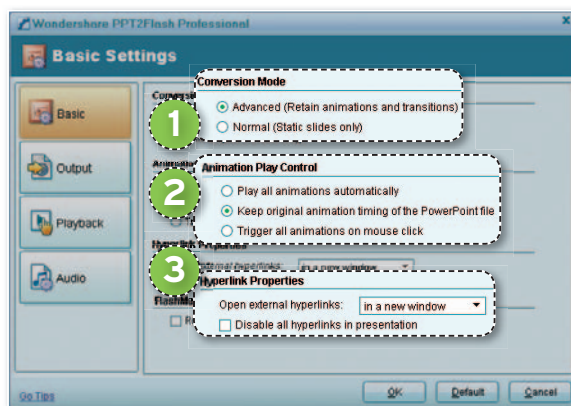 Wondershare PPT2Flash Professional
x
Basic Settings
Basic
Output
Playback
Audio
1
Conversion Mode
Advanced (Retain animations and transitions)
Normal (Static slides only)
2
Animation Play Control
Play all animations automatically
Keep original animation timing of the PowerPoint file
Trigger all animations on mouse click
3
Hyperlink Properties
Open external hyperlinks: in a new window
Disable all hyperlinks in presentation
Go Tips
OK Default Cancel